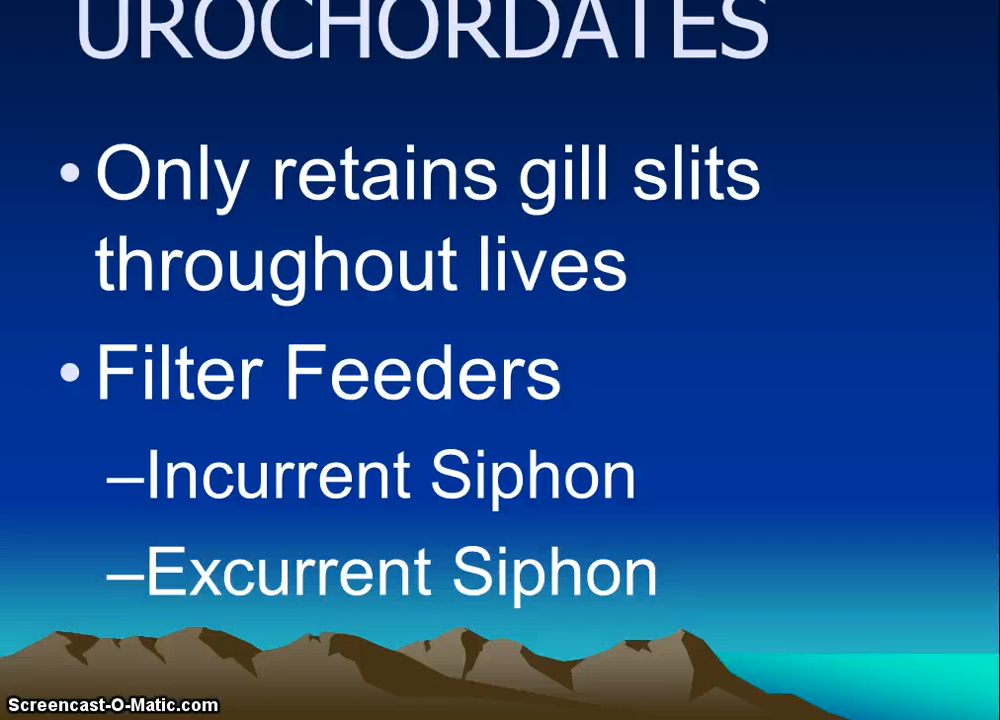 UROCHORDATES
• Only retains gill slits
throughout lives
• Filter Feeders
–Incurrent Siphon
–Excurrent Siphon
Screencast-O-Matic.com